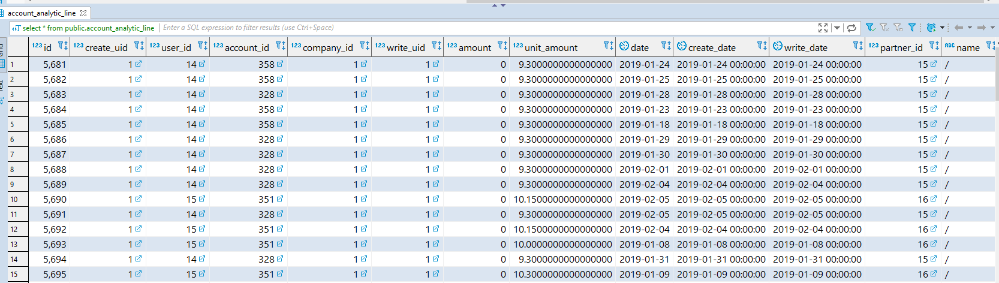 account_analytic_line
select * from public.account_analytic_line Enter a SQL expression to filter results (use Ctrl+Space)
Text
123 id 123 create_uid 123 user_id 123 account_id 123 company_id 123 write_uid 123 amount 123 unit_amount date create_date write_date 123 partner_id ABC name
1 5,681 1 14 358 1 1 0 9.3000000000000000 2019-01-24 2019-01-24 00:00:00 2019-01-24 00:00:00 15 /
2 5,682 1 14 358 1 1 0 9.3000000000000000 2019-01-25 2019-01-25 00:00:00 2019-01-25 00:00:00 15 /
3 5,683 1 14 328 1 1 0 9.3000000000000000 2019-01-28 2019-01-28 00:00:00 2019-01-28 00:00:00 15 /
4 5,684 1 14 358 1 1 0 9.3000000000000000 2019-01-23 2019-01-23 00:00:00 2019-01-23 00:00:00 15 /
5 5,685 1 14 358 1 1 0 9.3000000000000000 2019-01-18 2019-01-18 00:00:00 2019-01-18 00:00:00 15 /
6 5,686 1 14 328 1 1 0 9.3000000000000000 2019-01-29 2019-01-29 00:00:00 2019-01-29 00:00:00 15 /
7 5,687 1 14 328 1 1 0 9.3000000000000000 2019-01-30 2019-01-30 00:00:00 2019-01-30 00:00:00 15 /
8 5,688 1 14 328 1 1 0 9.3000000000000000 2019-02-01 2019-02-01 00:00:00 2019-02-01 00:00:00 15 /
9 5,689 1 14 328 1 1 0 9.3000000000000000 2019-02-04 2019-02-04 00:00:00 2019-02-04 00:00:00 15 /
10 5,690 1 15 351 1 1 0 10.1500000000000000 2019-02-05 2019-02-05 00:00:00 2019-02-05 00:00:00 16 /
11 5,691 1 14 328 1 1 0 9.3000000000000000 2019-02-05 2019-02-05 00:00:00 2019-02-05 00:00:00 15 /
12 5,692 1 15 351 1 1 0 10.1500000000000000 2019-02-04 2019-02-04 00:00:00 2019-02-04 00:00:00 16 /
13 5,693 1 15 351 1 1 0 10.0000000000000000 2019-01-08 2019-01-08 00:00:00 2019-01-08 00:00:00 16 /
14 5,694 1 14 328 1 1 0 9.3000000000000000 2019-01-31 2019-01-31 00:00:00 2019-01-31 00:00:00 15 /
15 5,695 1 15 351 1 1 0 10.3000000000000000 2019-01-09 2019-01-09 00:00:00 2019-01-09 00:00:00 16 /